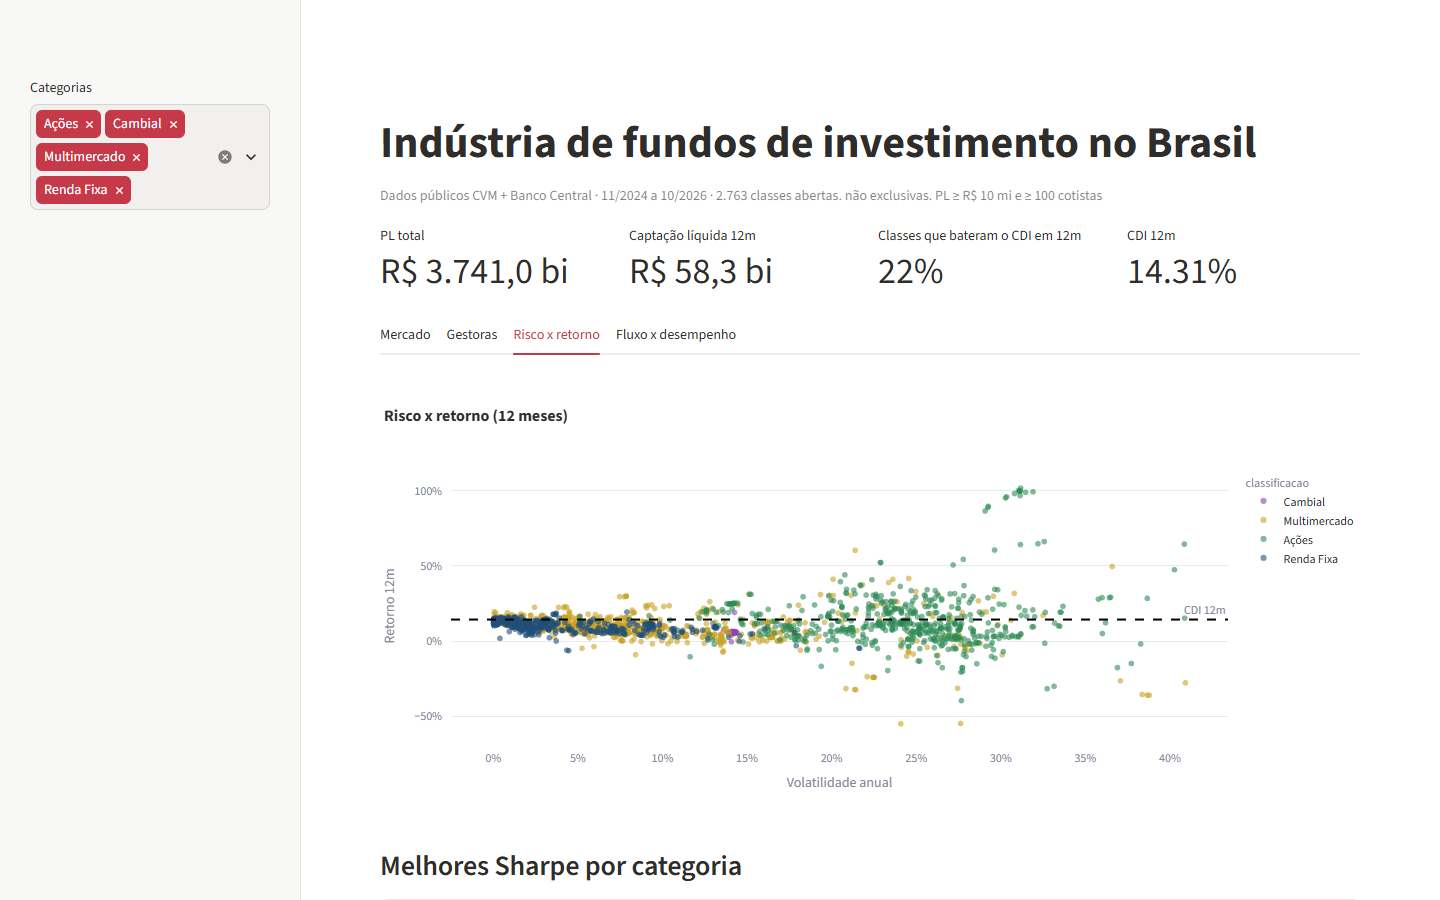 Categorias
Ações × Cambial ×
Multimercado ×
Renda Fixa ×
Indústria de fundos de investimento no Brasil
Dados públicos CVM + Banco Central · 11/2024 a 10/2026 · 2.763 classes abertas. não exclusivas. PL ≥ R$ 10 mi e ≥ 100 cotistas
PL total
R$ 3.741,0 bi
Captação líquida 12m
R$ 58,3 bi
Classes que bateram o CDI em 12m
22%
CDI 12m
14.31%
Mercado Gestoras Risco x retorno Fluxo x desempenho
Risco x retorno (12 meses)
Retorno 12m
100%
50%
0%
−50%
CDI 12m
0% 5% 10% 15% 20% 25% 30% 35% 40%
Volatilidade anual
classificacao
Cambial
Multimercado
Ações
Renda Fixa
Melhores Sharpe por categoria